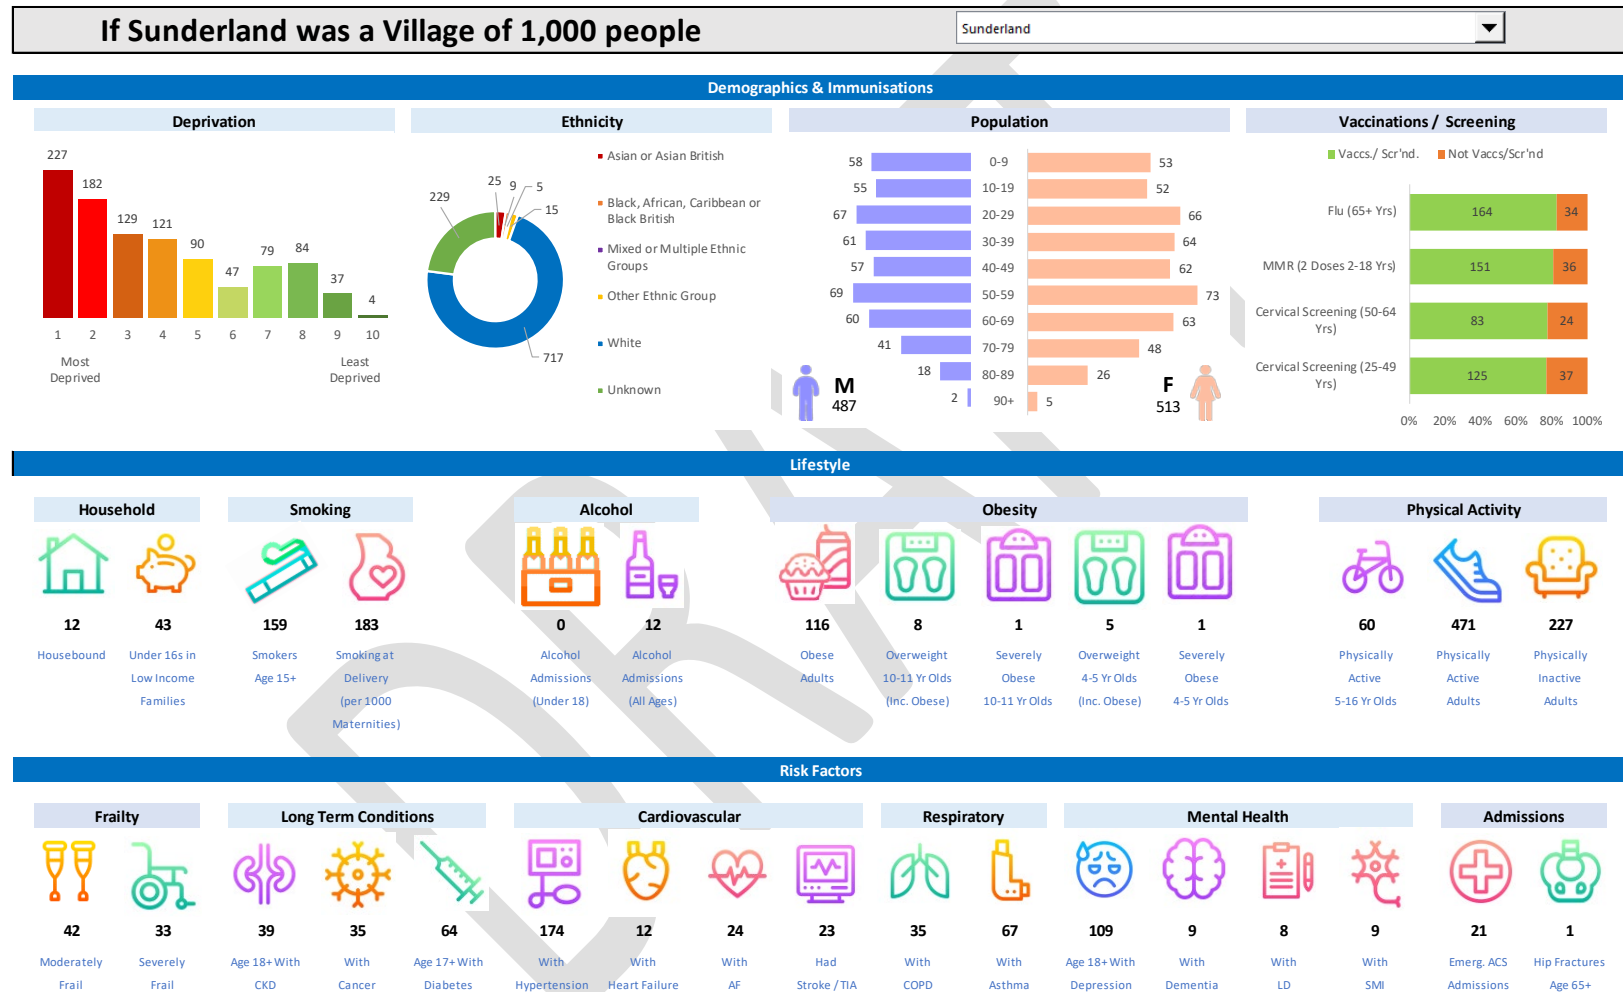 If Sunderland was a Village of 1,000 people
Sunderland
Demographics & Immunisations
Deprivation
227
182
129
121
90
47
79
84
37
4
1
2
3
4
5
6
7
8
9
10
Most
Deprived
Least
Deprived
Ethnicity
229
25
9
5
15
717
Asian or Asian British
Black, African, Caribbean or
Black British
Mixed or Multiple Ethnic
Groups
Other Ethnic Group
White
Unknown
Population
58 0-9 53
55 10-19 52
67 20-29 66
61 30-39 64
57 40-49 62
69 50-59 73
60 60-69 63
41 70-79 48
18 80-89 26
2 90+ 5
M
487
F
513
Vaccinations / Screening
Vaccs./ Scr'nd.
Not Vaccs/Scr'nd
Flu (65+ Yrs) 164 34
MMR (2 Doses 2-18 Yrs) 151 36
Cervical Screening (50-64
Yrs)
83 24
Cervical Screening (25-49
Yrs)
125 37
0% 20% 40% 60% 80% 100%
Lifestyle
Household
12
Housebound
43
Under 16s in
Low Income
Families
Smoking
159
Smokers
Age 15+
183
Smoking at
Delivery
(per 1000
Maternities)
Alcohol
0
Alcohol
Admissions
(Under 18)
12
Alcohol
Admissions
(All Ages)
Obesity
116
Obese
Adults
8
Overweight
10-11 Yr Olds
(Inc. Obese)
1
Severely
Obese
10-11 Yr Olds
5
Overweight
4-5 Yr Olds
(Inc. Obese)
1
Severely
Obese
4-5 Yr Olds
Physical Activity
60
Physically
Active
5-16 Yr Olds
471
Physically
Active
Adults
227
Physically
Inactive
Adults
Risk Factors
Frailty
42
Moderately
Frail
33
Severely
Frail
Long Term Conditions
39
Age 18+ With
CKD
35
With
Cancer
64
Age 17+ With
Diabetes
Cardiovascular
174
With
Hypertension
12
With
Heart Failure
24
With
AF
23
Had
Stroke / TIA
Respiratory
35
With
COPD
67
With
Asthma
Mental Health
109
Age 18+ With
Depression
9
With
Dementia
8
With
LD
9
With
SMI
Admissions
21
Emerg. ACS
Admissions
1
Hip Fractures
Age 65+
DRAFT